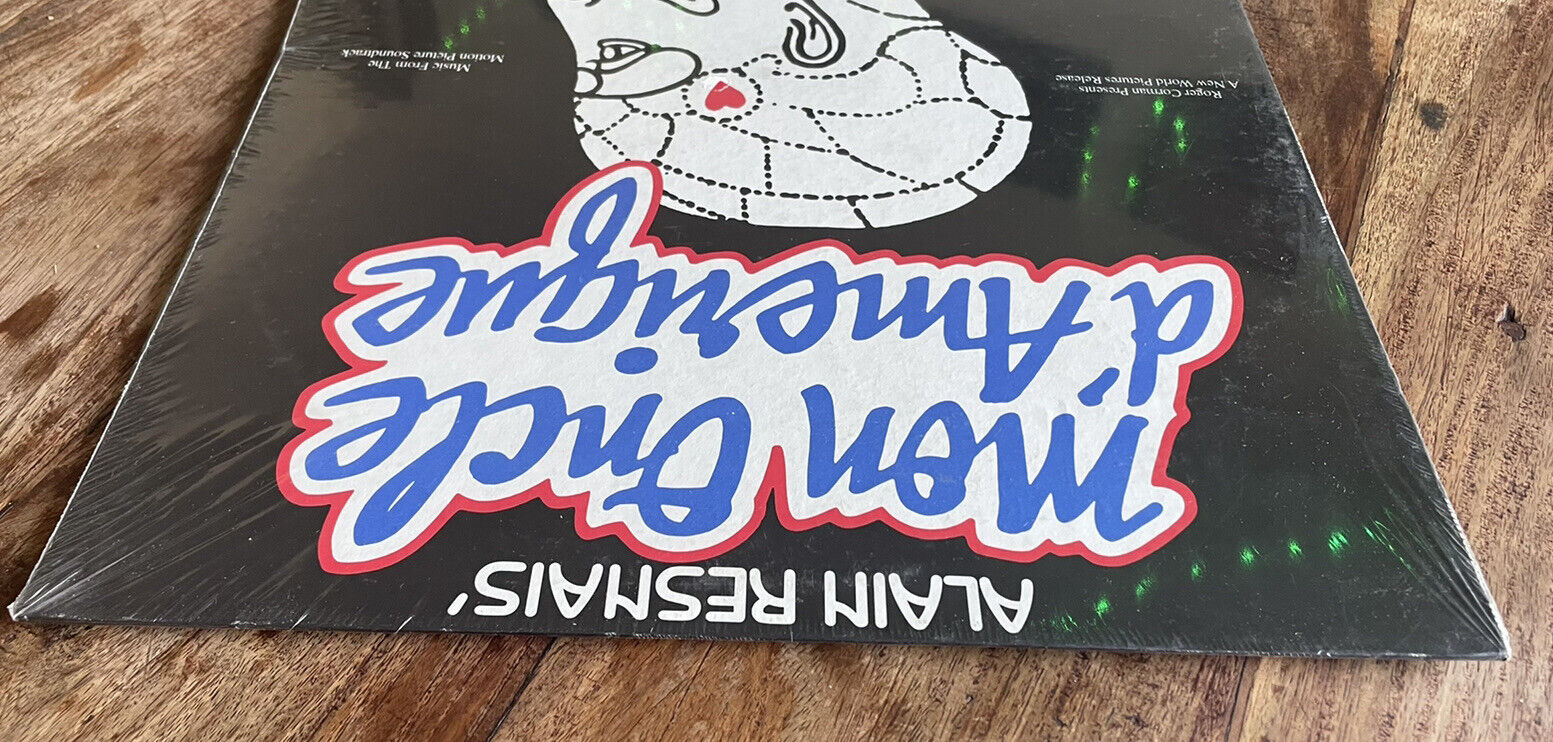 ALAIN RESNAIS'
mon Oncle
d'Amérique
Roger Corman Presents
A New World Pictures Release
Music From The
Motion Picture Soundtrack